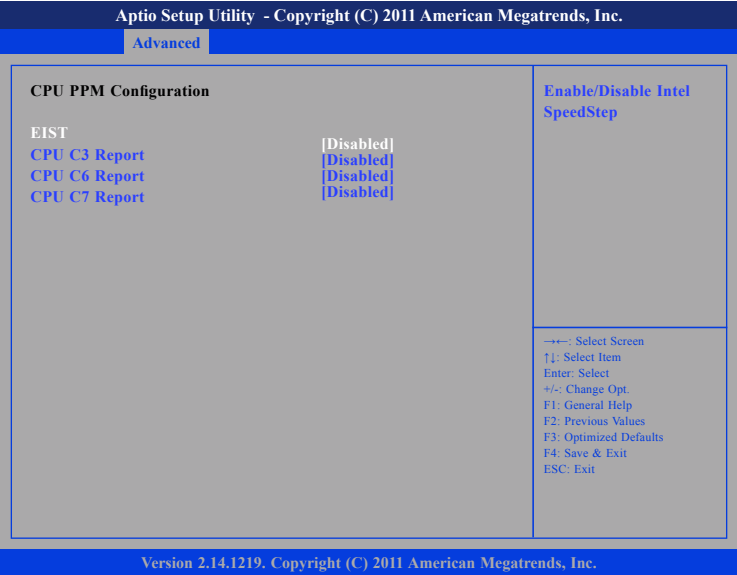 Aptio Setup Utility - Copyright (C) 2011 American Megatrends, Inc.
Advanced
CPU PPM Configuration
EIST [Disabled]
CPU C3 Report [Disabled]
CPU C6 Report [Disabled]
CPU C7 Report [Disabled]
Enable/Disable Intel
SpeedStep
→←: Select Screen
↑↓: Select Item
Enter: Select
+/-: Change Opt.
F1: General Help
F2: Previous Values
F3: Optimized Defaults
F4: Save & Exit
ESC: Exit
Version 2.14.1219. Copyright (C) 2011 American Megatrends, Inc.